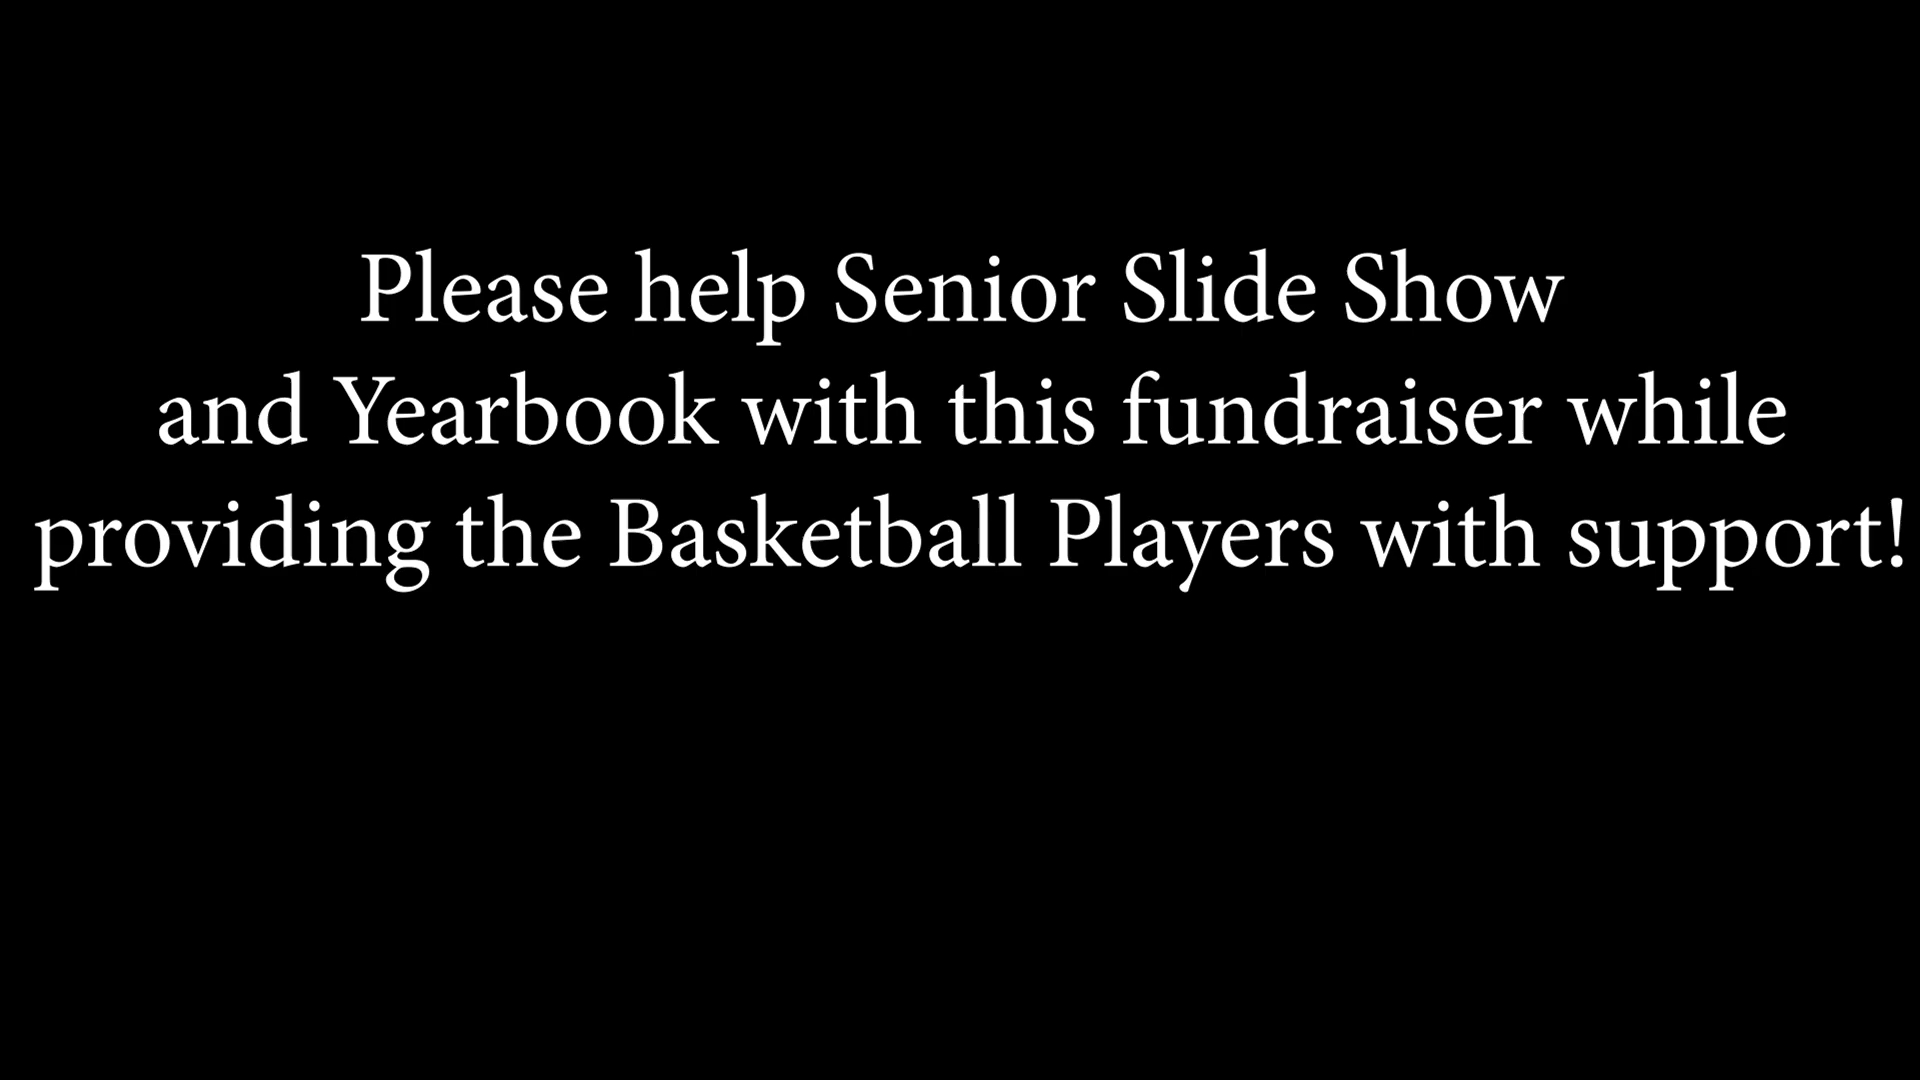 Please help Senior Slide Show
and Yearbook with this fundraiser while
providing the Basketball Players with support!